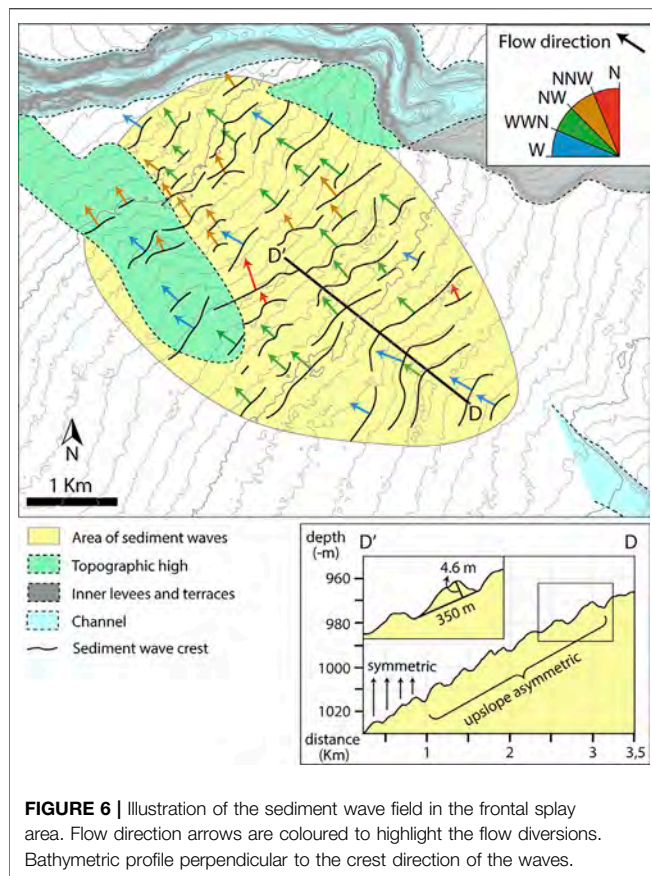 Flow direction
N
NNW
NW
WWN
W
D'
D
N
1 Km
Area of sediment waves
Topographic high
Inner levees and terraces
Channel
Sediment wave crest
depth
(-m)
D'
D
960
980
1000
1020
4.6 m
350 m
symmetric
upslope asymmetric
distance
(Km)
1
2
3
3,5
FIGURE 6 | Illustration of the sediment wave field in the frontal splay
area. Flow direction arrows are coloured to highlight the flow diversions.
Bathymetric profile perpendicular to the crest direction of the waves.